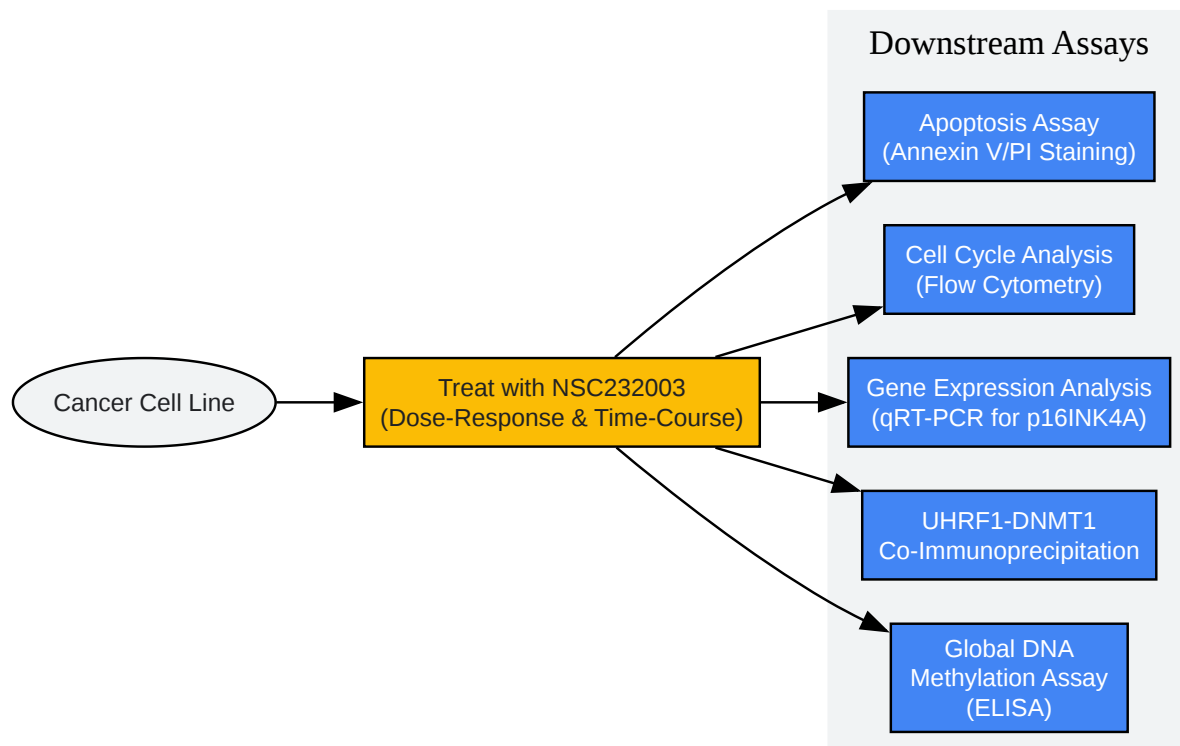 Downstream Assays
Apoptosis Assay
(Annexin V/PI Staining)
Cell Cycle Analysis
(Flow Cytometry)
Cancer Cell Line
Treat with NSC232003
(Dose-Response & Time-Course)
Gene Expression Analysis
(qRT-PCR for p16INK4A)
UHRF1-DNMT1
Co-Immunoprecipitation
Global DNA
Methylation Assay
(ELISA)